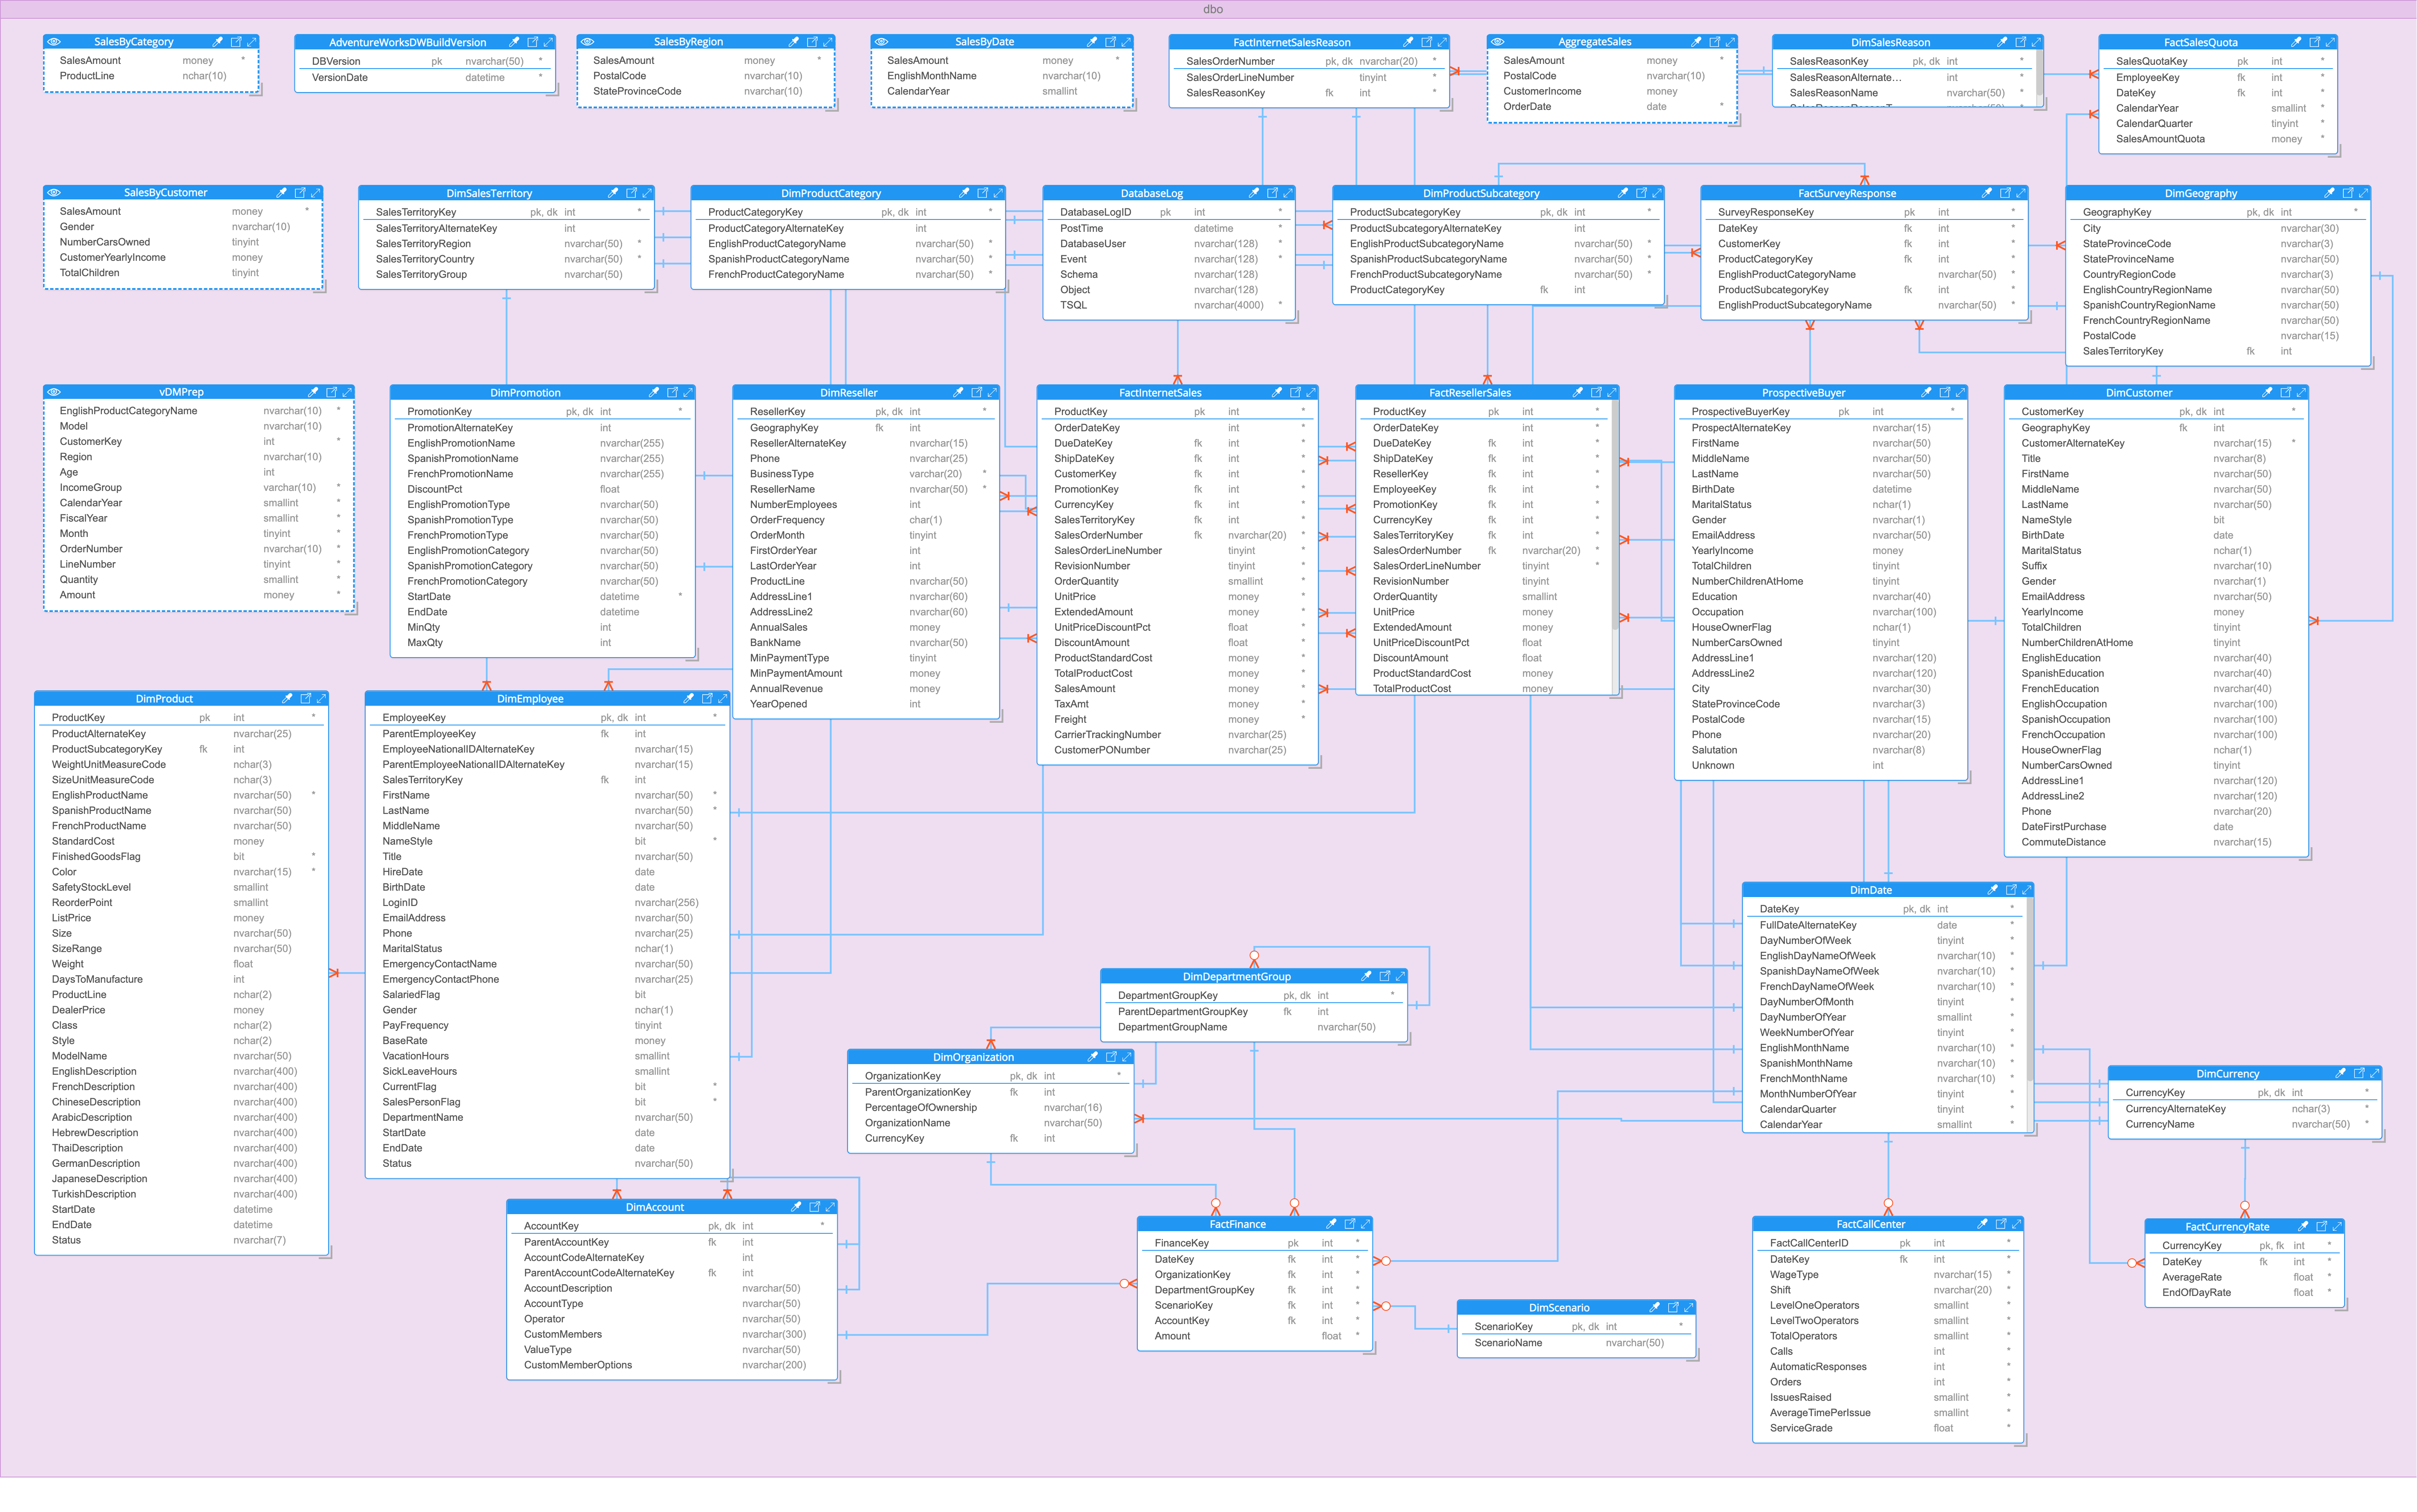 dbo
SalesByCategory
SalesAmount money *
ProductLine nchar(10)
AdventureWorksDWBuildVersion
DBVersion pk nvarchar(50) *
VersionDate datetime *
SalesByRegion
SalesAmount money *
PostalCode nvarchar(10)
StateProvinceCode nvarchar(10)
SalesByDate
SalesAmount money *
EnglishMonthName nvarchar(10) *
CalendarYear smallint *
FactInternetSalesReason
SalesOrderNumber pk, dk nvarchar(20) *
SalesOrderLineNumber tinyint *
SalesReasonKey fk int *
AggregateSales
SalesAmount money *
PostalCode nvarchar(10)
CustomerIncome money
OrderDate date *
DimSalesReason
SalesReasonKey pk, dk int *
SalesReasonAlternate... int *
SalesReasonName nvarchar(50) *
FactSalesQuota
SalesQuotaKey pk int *
EmployeeKey fk int *
DateKey fk int *
CalendarYear smallint *
CalendarQuarter tinyint *
SalesAmountQuota money *
SalesByCustomer
SalesAmount money *
Gender nvarchar(10)
NumberCarsOwned tinyint
CustomerYearlyIncome money
TotalChildren tinyint
DimSalesTerritory
SalesTerritoryKey pk, dk int *
SalesTerritoryAlternateKey int
SalesTerritoryRegion nvarchar(50) *
SalesTerritoryCountry nvarchar(50) *
SalesTerritoryGroup nvarchar(50)
DimProductCategory
ProductCategoryKey pk, dk int *
ProductCategoryAlternateKey int
EnglishProductCategoryName nvarchar(50) *
SpanishProductCategoryName nvarchar(50) *
FrenchProductCategoryName nvarchar(50) *
DatabaseLog
DatabaseLogID pk int *
PostTime datetime *
DatabaseUser nvarchar(128) *
Event nvarchar(128) *
Schema nvarchar(128)
Object nvarchar(128)
TSQL nvarchar(4000) *
DimProductSubcategory
ProductSubcategoryKey pk, dk int *
ProductSubcategoryAlternateKey int
EnglishProductSubcategoryName nvarchar(50) *
SpanishProductSubcategoryName nvarchar(50) *
FrenchProductSubcategoryName nvarchar(50) *
ProductCategoryKey fk int
FactSurveyResponse
SurveyResponseKey pk int *
DateKey fk int *
CustomerKey fk int *
ProductCategoryKey fk int *
EnglishProductCategoryName nvarchar(50) *
ProductSubcategoryKey fk int *
EnglishProductSubcategoryName nvarchar(50) *
DimGeography
GeographyKey pk, dk int *
City nvarchar(30)
StateProvinceCode nvarchar(3)
StateProvinceName nvarchar(50)
CountryRegionCode nvarchar(3)
EnglishCountryRegionName nvarchar(50)
SpanishCountryRegionName nvarchar(50)
FrenchCountryRegionName nvarchar(50)
PostalCode nvarchar(15)
SalesTerritoryKey fk int
vDMPrep
EnglishProductCategoryName nvarchar(10) *
Model nvarchar(10)
CustomerKey int *
Region nvarchar(10)
Age int
IncomeGroup varchar(10) *
CalendarYear smallint *
FiscalYear smallint *
Month tinyint *
OrderNumber nvarchar(10) *
LineNumber tinyint *
Quantity smallint *
Amount money *
DimPromotion
PromotionKey pk, dk int *
PromotionAlternateKey int
EnglishPromotionName nvarchar(255)
SpanishPromotionName nvarchar(255)
FrenchPromotionName nvarchar(255)
DiscountPct float
EnglishPromotionType nvarchar(50)
SpanishPromotionType nvarchar(50)
FrenchPromotionType nvarchar(50)
EnglishPromotionCategory nvarchar(50)
SpanishPromotionCategory nvarchar(50)
FrenchPromotionCategory nvarchar(50)
StartDate datetime *
EndDate datetime
MinQty int
MaxQty int
DimReseller
ResellerKey pk, dk int *
GeographyKey fk int
ResellerAlternateKey nvarchar(15)
Phone nvarchar(25)
BusinessType varchar(20) *
ResellerName nvarchar(50) *
NumberEmployees int
OrderFrequency char(1)
OrderMonth tinyint
FirstOrderYear int
LastOrderYear int
ProductLine nvarchar(50)
AddressLine1 nvarchar(60)
AddressLine2 nvarchar(60)
AnnualSales money
BankName nvarchar(50)
MinPaymentType tinyint
MinPaymentAmount money
AnnualRevenue money
YearOpened int
FactInternetSales
ProductKey pk int *
OrderDateKey int *
DueDateKey fk int *
ShipDateKey fk int *
CustomerKey fk int *
PromotionKey fk int *
CurrencyKey fk int *
SalesTerritoryKey fk int *
SalesOrderNumber fk nvarchar(20) *
SalesOrderLineNumber tinyint *
RevisionNumber tinyint *
OrderQuantity smallint *
UnitPrice money *
ExtendedAmount money *
UnitPriceDiscountPct float *
DiscountAmount float *
ProductStandardCost money *
TotalProductCost money *
SalesAmount money *
TaxAmt money *
Freight money *
CarrierTrackingNumber nvarchar(25)
CustomerPONumber nvarchar(25)
FactResellerSales
ProductKey pk int *
OrderDateKey int *
DueDateKey fk int *
ShipDateKey fk int *
ResellerKey fk int *
EmployeeKey fk int *
PromotionKey fk int *
CurrencyKey fk int *
SalesTerritoryKey fk int *
SalesOrderNumber fk nvarchar(20) *
SalesOrderLineNumber tinyint *
RevisionNumber tinyint
OrderQuantity smallint
UnitPrice money
ExtendedAmount money
UnitPriceDiscountPct float
DiscountAmount float
ProductStandardCost money
TotalProductCost money
ProspectiveBuyer
ProspectiveBuyerKey pk int *
ProspectAlternateKey nvarchar(15)
FirstName nvarchar(50)
MiddleName nvarchar(50)
LastName nvarchar(50)
BirthDate datetime
MaritalStatus nchar(1)
Gender nvarchar(1)
EmailAddress nvarchar(50)
YearlyIncome money
TotalChildren tinyint
NumberChildrenAtHome tinyint
Education nvarchar(40)
Occupation nvarchar(100)
HouseOwnerFlag nchar(1)
NumberCarsOwned tinyint
AddressLine1 nvarchar(120)
AddressLine2 nvarchar(120)
City nvarchar(30)
StateProvinceCode nvarchar(3)
PostalCode nvarchar(15)
Phone nvarchar(20)
Salutation nvarchar(8)
Unknown int
DimCustomer
CustomerKey pk, dk int *
GeographyKey fk int
CustomerAlternateKey nvarchar(15) *
Title nvarchar(8)
FirstName nvarchar(50)
MiddleName nvarchar(50)
LastName nvarchar(50)
NameStyle bit
BirthDate date
MaritalStatus nchar(1)
Suffix nvarchar(10)
Gender nvarchar(1)
EmailAddress nvarchar(50)
YearlyIncome money
TotalChildren tinyint
NumberChildrenAtHome tinyint
EnglishEducation nvarchar(40)
SpanishEducation nvarchar(40)
FrenchEducation nvarchar(40)
EnglishOccupation nvarchar(100)
SpanishOccupation nvarchar(100)
FrenchOccupation nvarchar(100)
HouseOwnerFlag nchar(1)
NumberCarsOwned tinyint
AddressLine1 nvarchar(120)
AddressLine2 nvarchar(120)
Phone nvarchar(20)
DateFirstPurchase date
CommuteDistance nvarchar(15)
DimProduct
ProductKey pk int *
ProductAlternateKey nvarchar(25)
ProductSubcategoryKey fk int
WeightUnitMeasureCode nchar(3)
SizeUnitMeasureCode nchar(3)
EnglishProductName nvarchar(50) *
SpanishProductName nvarchar(50)
FrenchProductName nvarchar(50)
StandardCost money
FinishedGoodsFlag bit *
Color nvarchar(15) *
SafetyStockLevel smallint
ReorderPoint smallint
ListPrice money
Size nvarchar(50)
SizeRange nvarchar(50)
Weight float
DaysToManufacture int
ProductLine nchar(2)
DealerPrice money
Class nchar(2)
Style nchar(2)
ModelName nvarchar(50)
EnglishDescription nvarchar(400)
FrenchDescription nvarchar(400)
ChineseDescription nvarchar(400)
ArabicDescription nvarchar(400)
HebrewDescription nvarchar(400)
ThaiDescription nvarchar(400)
GermanDescription nvarchar(400)
JapaneseDescription nvarchar(400)
TurkishDescription nvarchar(400)
StartDate datetime
EndDate datetime
Status nvarchar(7)
DimEmployee
EmployeeKey pk, dk int *
ParentEmployeeKey fk int
EmployeeNationalIDAlternateKey nvarchar(15)
ParentEmployeeNationalIDAlternateKey nvarchar(15)
SalesTerritoryKey fk int
FirstName nvarchar(50) *
LastName nvarchar(50) *
MiddleName nvarchar(50)
NameStyle bit *
Title nvarchar(50)
HireDate date
BirthDate date
LoginID nvarchar(256)
EmailAddress nvarchar(50)
Phone nvarchar(25)
MaritalStatus nchar(1)
EmergencyContactName nvarchar(50)
EmergencyContactPhone nvarchar(25)
SalariedFlag bit
Gender nchar(1)
PayFrequency tinyint
BaseRate money
VacationHours smallint
SickLeaveHours smallint
CurrentFlag bit *
SalesPersonFlag bit *
DepartmentName nvarchar(50)
StartDate date
EndDate date
Status nvarchar(50)
DimDate
DateKey pk, dk int *
FullDateAlternateKey date *
DayNumberOfWeek tinyint *
EnglishDayNameOfWeek nvarchar(10) *
SpanishDayNameOfWeek nvarchar(10) *
FrenchDayNameOfWeek nvarchar(10) *
DayNumberOfMonth tinyint *
DayNumberOfYear smallint *
WeekNumberOfYear tinyint *
EnglishMonthName nvarchar(10) *
SpanishMonthName nvarchar(10) *
FrenchMonthName nvarchar(10) *
MonthNumberOfYear tinyint *
CalendarQuarter tinyint *
CalendarYear smallint *
DimDepartmentGroup
DepartmentGroupKey pk, dk int *
ParentDepartmentGroupKey fk int
DepartmentGroupName nvarchar(50)
DimOrganization
OrganizationKey pk, dk int *
ParentOrganizationKey fk int
PercentageOfOwnership nvarchar(16)
OrganizationName nvarchar(50)
CurrencyKey fk int
DimCurrency
CurrencyKey pk, dk int *
CurrencyAlternateKey nchar(3) *
CurrencyName nvarchar(50) *
DimAccount
AccountKey pk, dk int *
ParentAccountKey fk int
AccountCodeAlternateKey int
ParentAccountCodeAlternateKey fk int
AccountDescription nvarchar(50)
AccountType nvarchar(50)
Operator nvarchar(50)
CustomMembers nvarchar(300)
ValueType nvarchar(50)
CustomMemberOptions nvarchar(200)
FactFinance
FinanceKey pk int *
DateKey fk int *
OrganizationKey fk int *
DepartmentGroupKey fk int *
ScenarioKey fk int *
AccountKey fk int *
Amount float *
DimScenario
ScenarioKey pk, dk int *
ScenarioName nvarchar(50)
FactCallCenter
FactCallCenterID pk int *
DateKey fk int *
WageType nvarchar(15) *
Shift nvarchar(20) *
LevelOneOperators smallint *
LevelTwoOperators smallint *
TotalOperators smallint *
Calls int *
AutomaticResponses int *
Orders int *
IssuesRaised smallint *
AverageTimePerIssue smallint *
ServiceGrade float *
FactCurrencyRate
CurrencyKey pk, fk int *
DateKey fk int *
AverageRate float *
EndOfDayRate float *